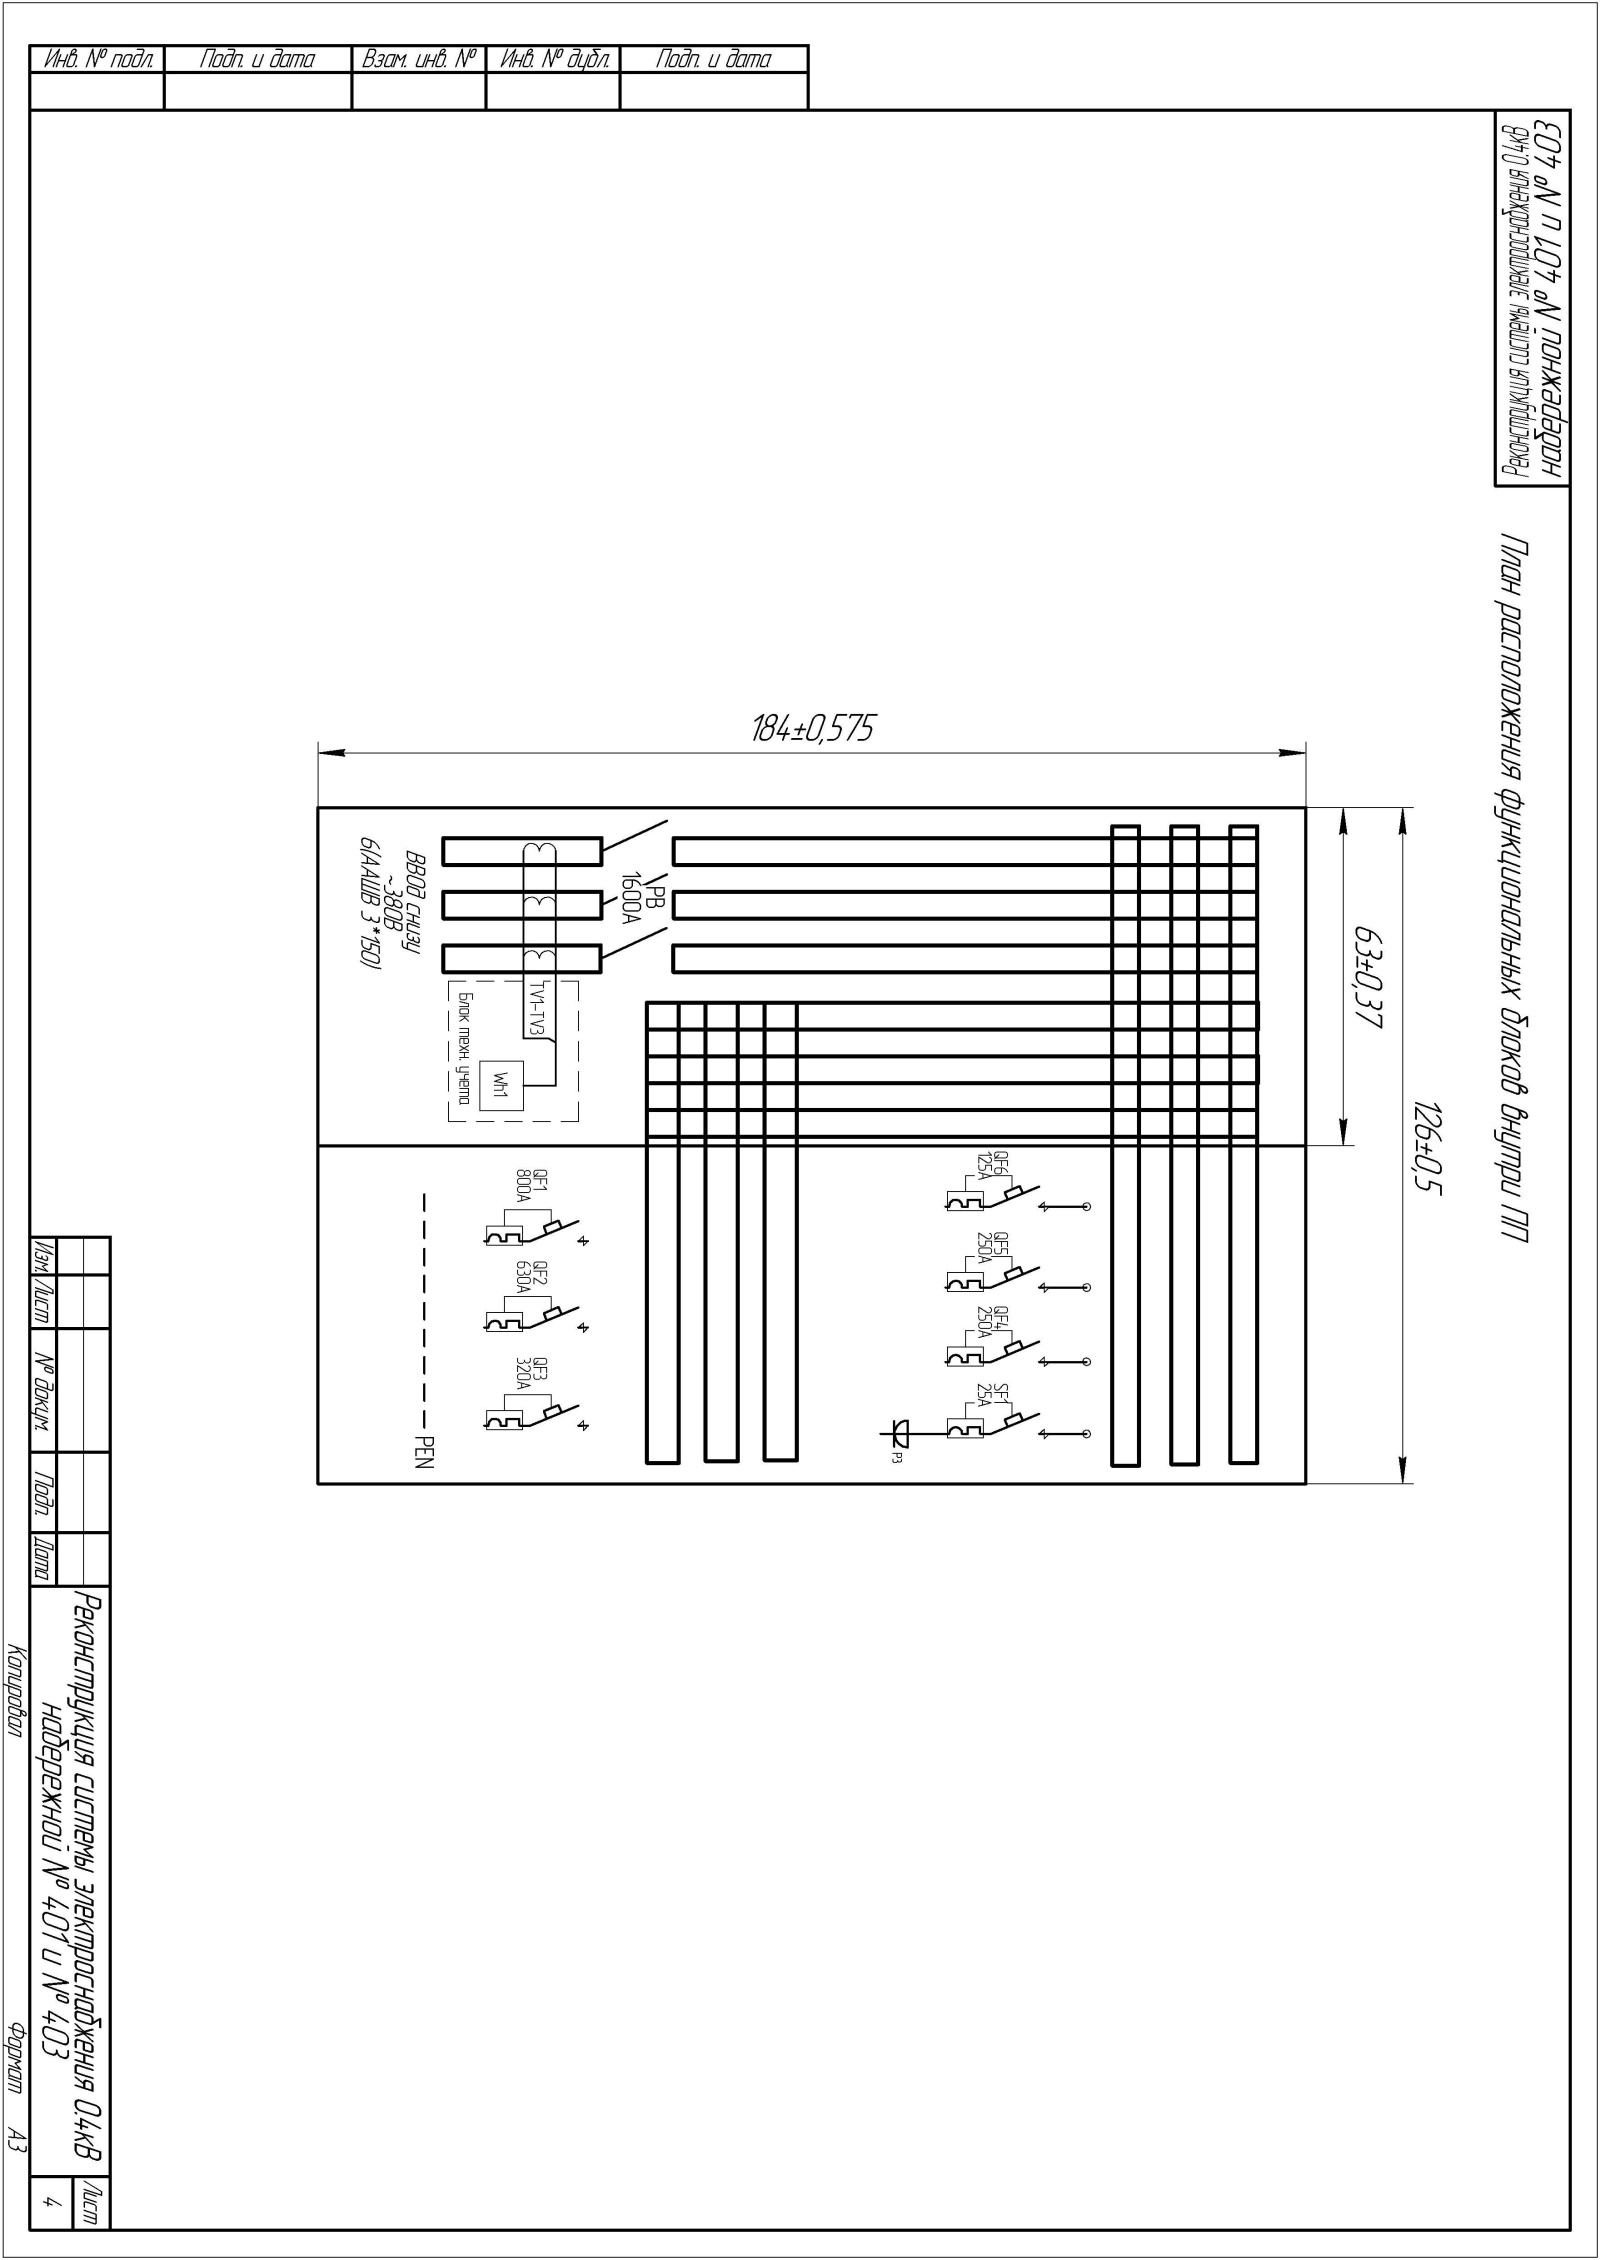 Реконструкция системы электроснабжения 0.4кВ
набережной № 401 и № 403
План расположения функциональных блоков внутри ПП
126±0,5
63±0,37
184±0,575
QF6
125А
QF5
250А
QF4
250А
SF1
25А
РЗ
РВ
1600А
QF1
800А
QF2
630А
QF3
320А
TV1-TV3
Wh1
Блок техн. учета
ВВОД снизу
~380В
6(ААШВ 3*150)
PEN
Инв. № подл.
Подп. и дата
Взам. инв. №
Инв. № дубл.
Подп. и дата
Изм.
Лист
№ докум.
Подп.
Дата
Реконструкция системы электроснабжения 0.4кВ
набережной № 401 и № 403
Лист
4
Копировал
Формат А3